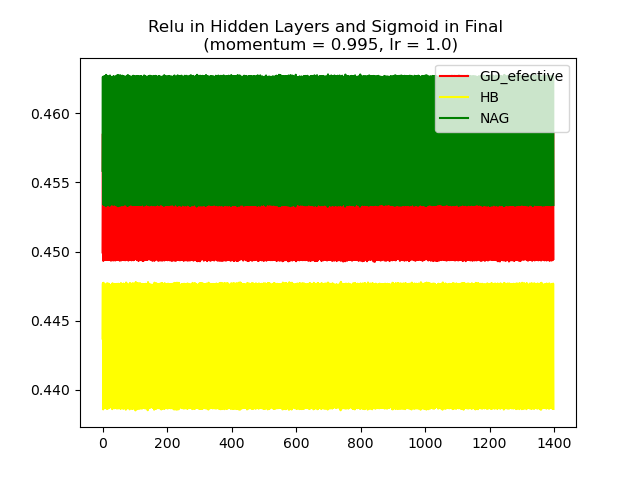 Relu in Hidden Layers and Sigmoid in Final
(momentum = 0.995, lr = 1.0)
GD_efective
HB
NAG
0.460
0.455
0.450
0.445
0.440
0 200 400 600 800 1000 1200 1400